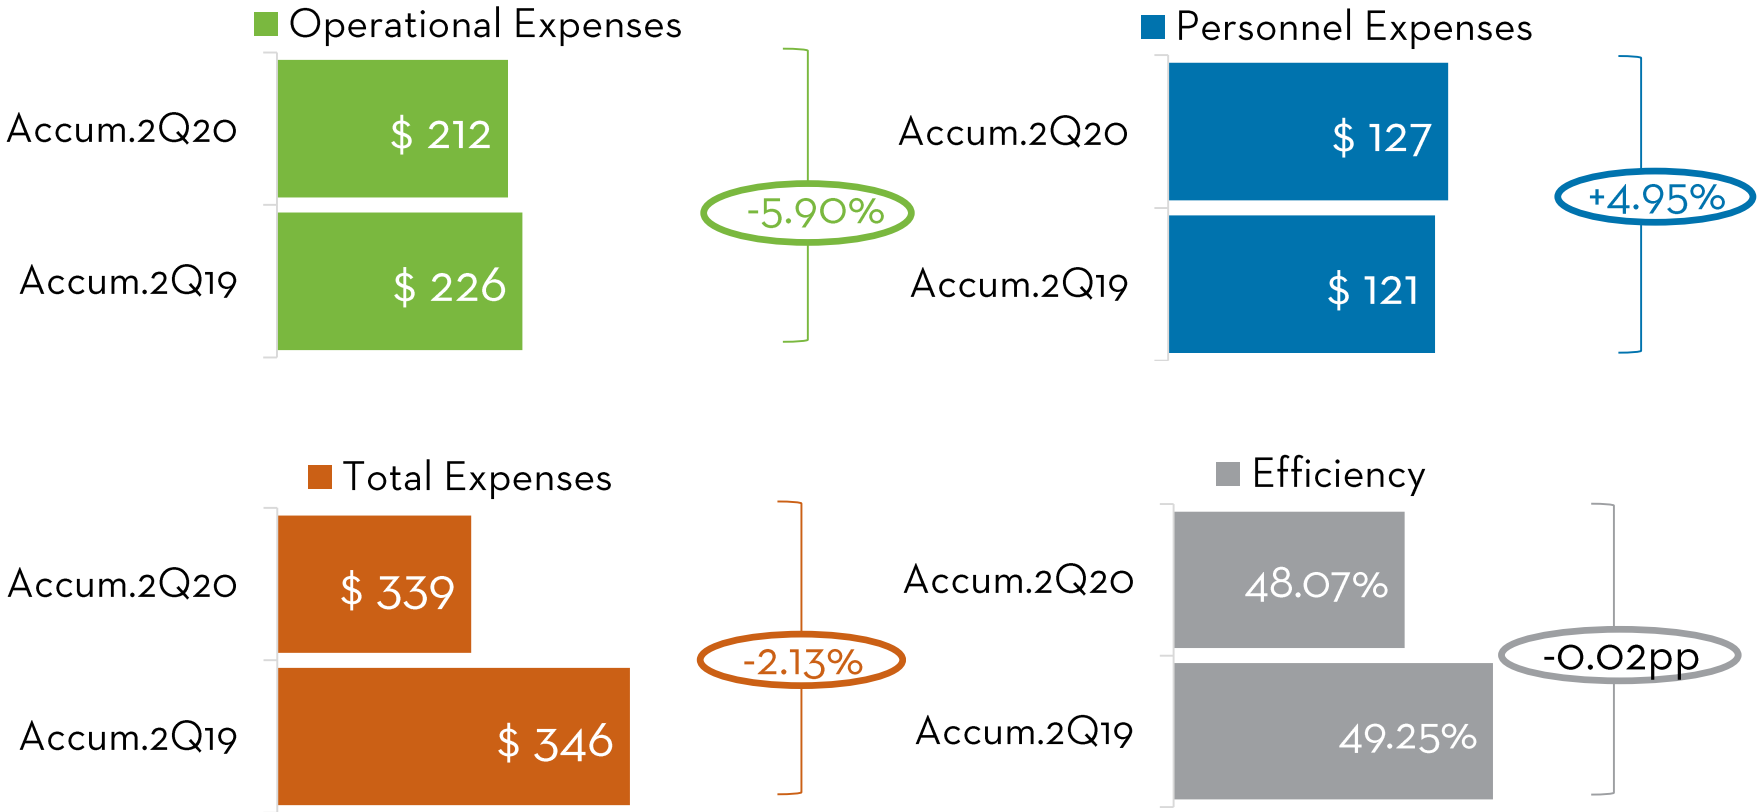 Operational Expenses
Accum.2Q20
$ 212
-5.90%
Accum.2Q19
$ 226
Personnel Expenses
Accum.2Q20
$ 127
+4.95%
Accum.2Q19
$ 121
Total Expenses
Accum.2Q20
$ 339
-2.13%
Accum.2Q19
$ 346
Efficiency
Accum.2Q20
48.07%
-0.02pp
Accum.2Q19
49.25%